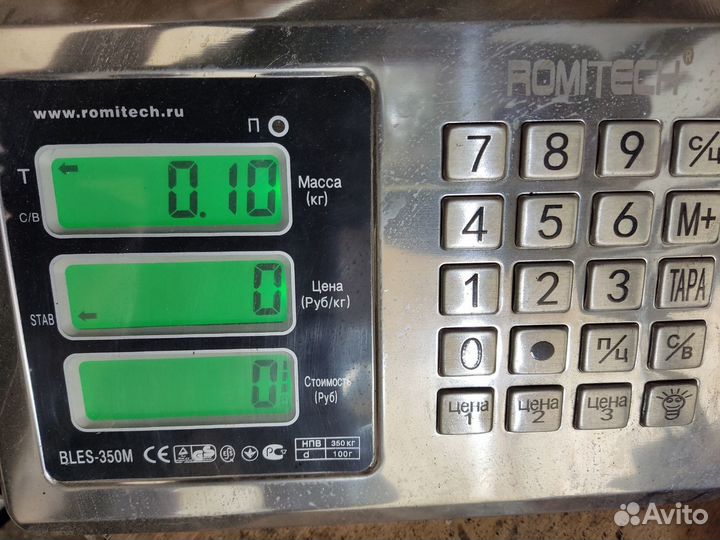 ROMITECH®
www.romitech.ru
П
Т
С/В
0.10
Масса
(кг)
STAB
0
Цена
(Руб/кг)
0
Стоимость
(Руб)
BLES-350M
CE
НПВ 350 кг
d 100г
7 8 9 С/Ц
4 5 6 М+
1 2 3 ТАРА
0 П/Ц С/В
цена 1 цена 2 цена 3
Avito